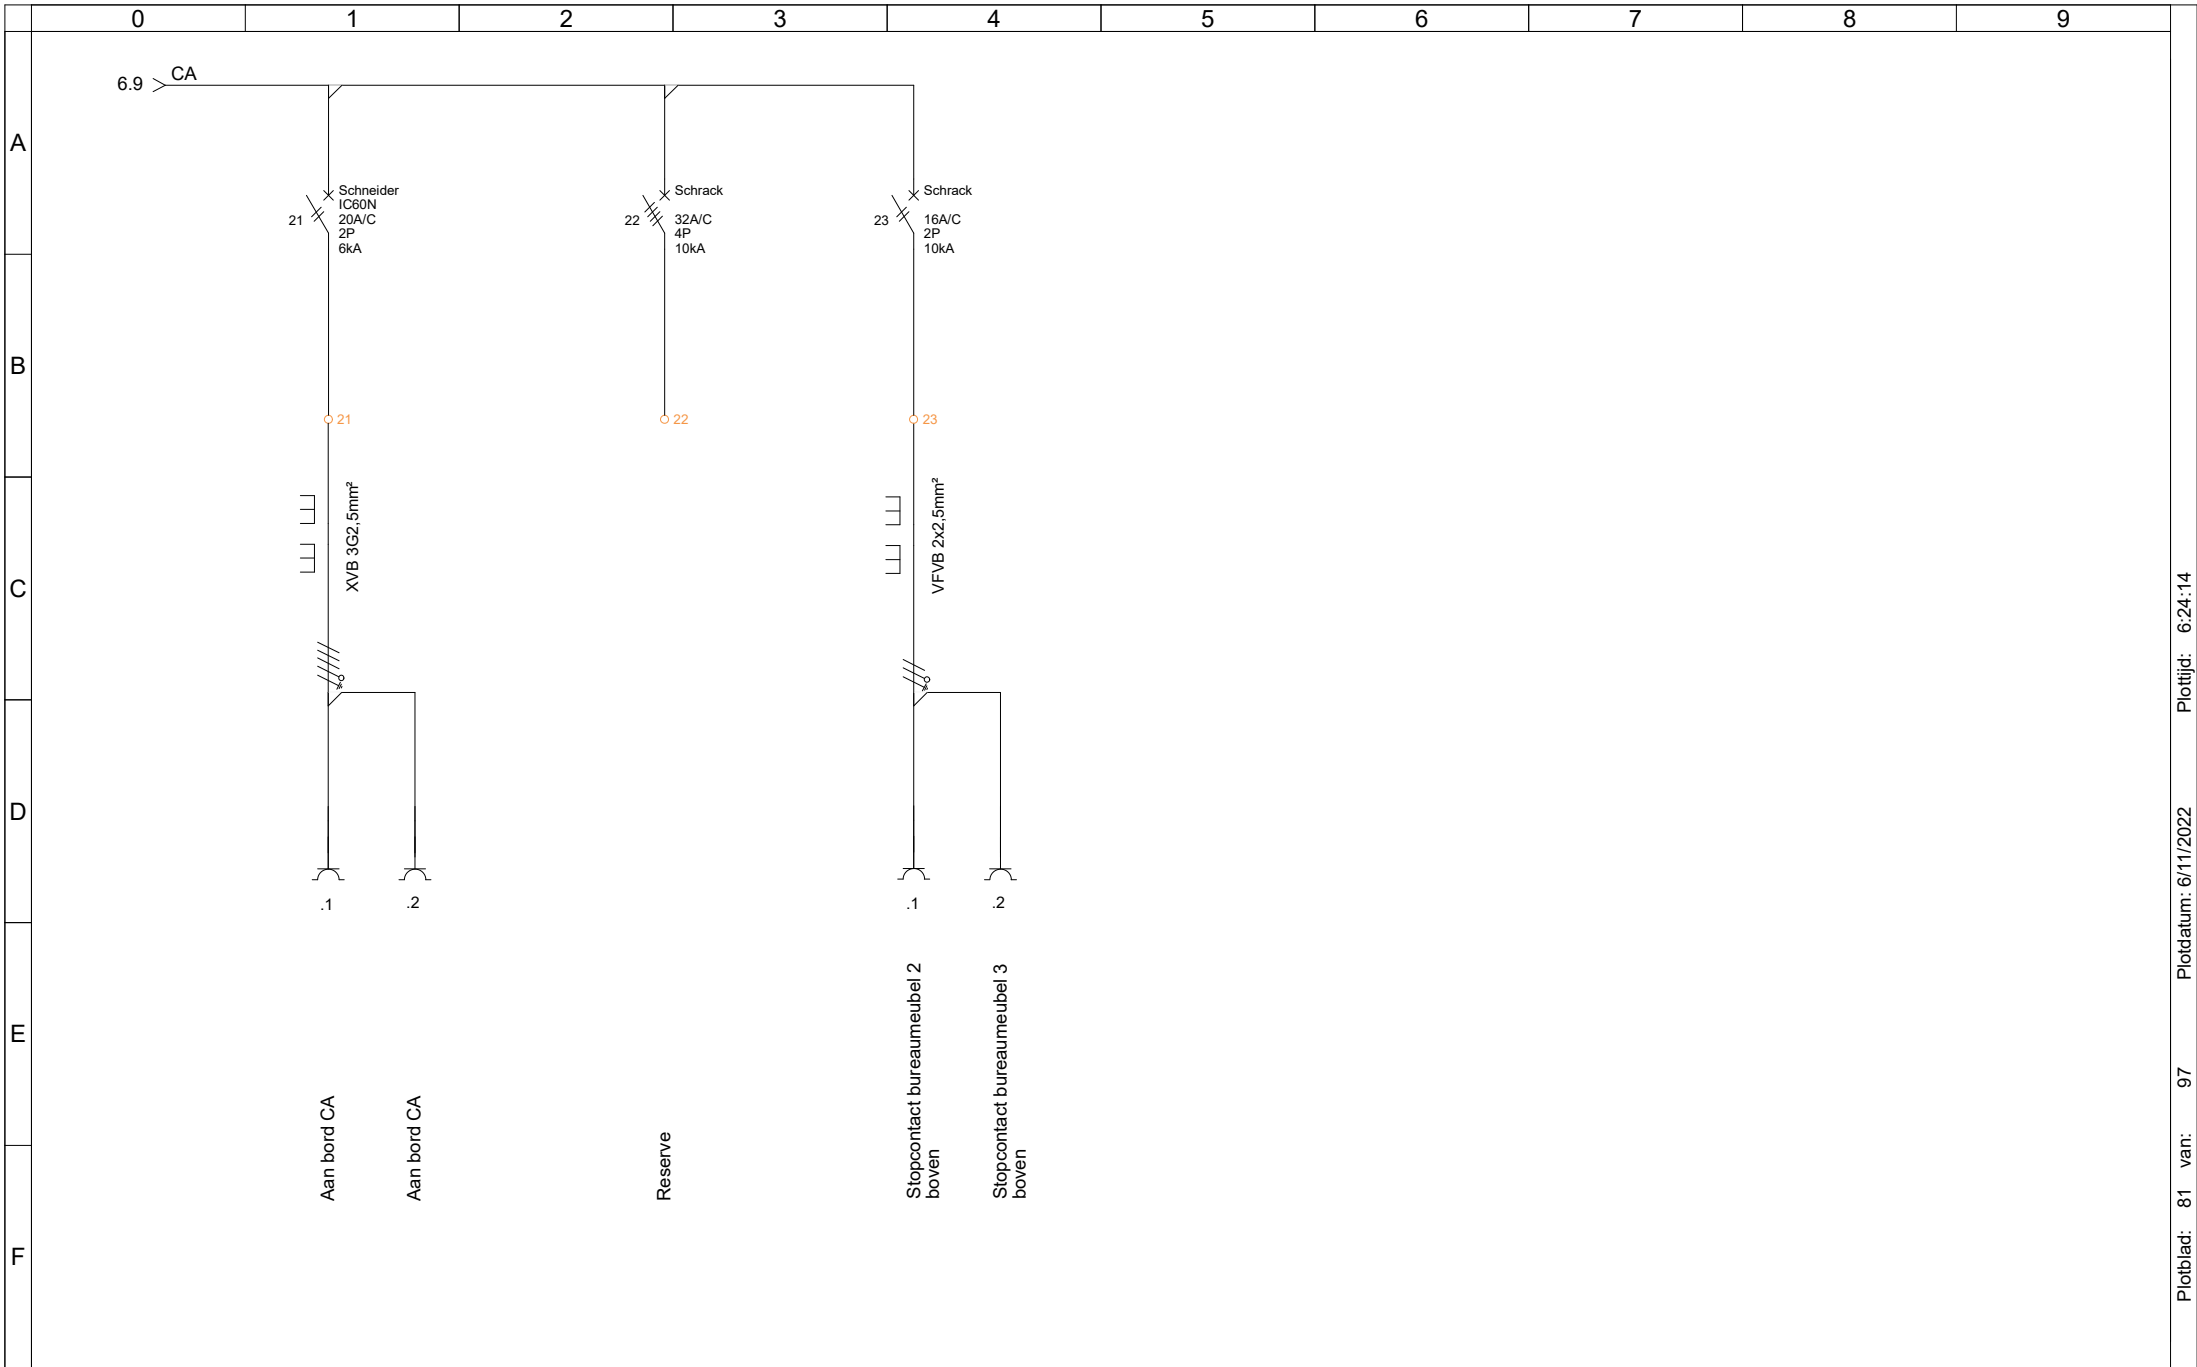 0 1 2 3 4 5 6 7 8 9
A
B
C
D
E
F
6.9
CA
21
Schneider
IC60N
20A/C
2P
6kA
22
Schrack
32A/C
4P
10kA
23
Schrack
16A/C
2P
10kA
21
22
23
XVB 3G2,5mm²
VFVB 2x2,5mm²
.1
.2
.1
.2
Aan bord CA
Aan bord CA
Reserve
Stopcontact bureaumeubel 2
boven
Stopcontact bureaumeubel 3
boven
Plotblad: 81 van: 97 Plotdatum: 6/11/2022 Plottijd: 6:24:14